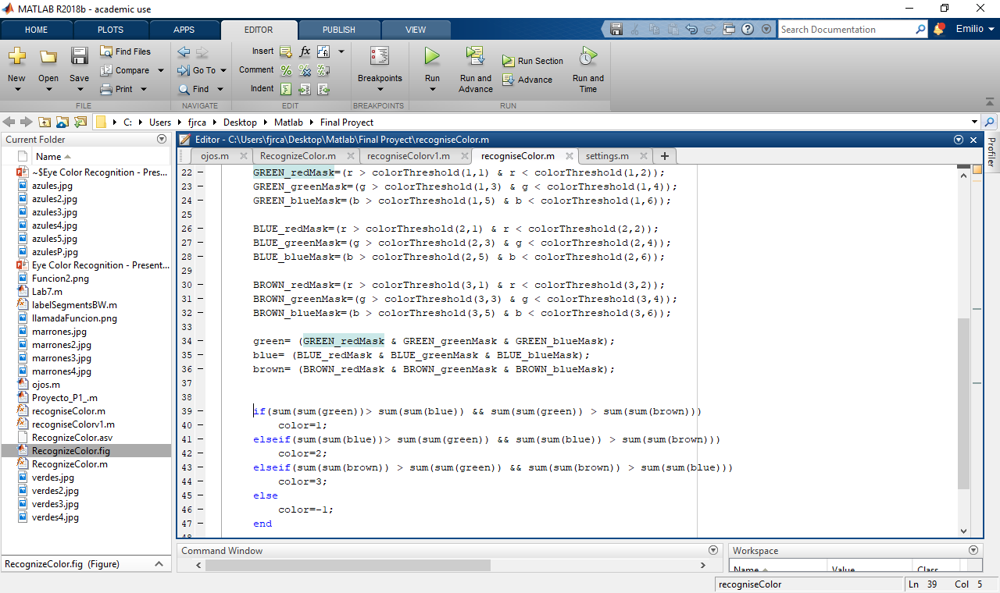 MATLAB R2018b - academic use
HOME PLOTS APPS EDITOR PUBLISH VIEW
Search Documentation
Emilio
New
Open
Save
Find Files
Compare
Print
FILE
Go To
Find
NAVIGATE
Insert
fx
Comment
Indent
EDIT
Breakpoints
BREAKPOINTS
Run
Run and Advance
Run Section
Advance
Run and Time
RUN
C: Users fjrca Desktop Matlab Final Proyect
Current Folder
Name
~$Eye Color Recognition - Pres...
azules.jpg
azules2.jpg
azules3.jpg
azules4.jpg
azules5.jpg
azulesP.jpg
Eye Color Recognition - Present...
Funcion2.png
Lab7.m
labelSegmentsBW.m
llamadaFuncion.png
marrones.jpg
marrones2.jpg
marrones3.jpg
marrones4.jpg
ojos.m
Proyecto_P1_.m
recogniseColor.m
recogniseColorv1.m
RecognizeColor.asv
RecognizeColor.fig
RecognizeColor.m
verdes.jpg
verdes2.jpg
verdes3.jpg
verdes4.jpg
RecognizeColor.fig (Figure)
Editor - C:\Users\fjrca\Desktop\Matlab\Final Proyect\recogniseColor.m
ojos.m RecognizeColor.m recogniseColorv1.m recogniseColor.m settings.m
22 – GREEN_redMask=(r > colorThreshold(1,1) & r < colorThreshold(1,2));
23 – GREEN_greenMask=(g > colorThreshold(1,3) & g < colorThreshold(1,4));
24 – GREEN_blueMask=(b > colorThreshold(1,5) & b < colorThreshold(1,6));
25
26 – BLUE_redMask=(r > colorThreshold(2,1) & r < colorThreshold(2,2));
27 – BLUE_greenMask=(g > colorThreshold(2,3) & g < colorThreshold(2,4));
28 – BLUE_blueMask=(b > colorThreshold(2,5) & b < colorThreshold(2,6));
29
30 – BROWN_redMask=(r > colorThreshold(3,1) & r < colorThreshold(3,2));
31 – BROWN_greenMask=(g > colorThreshold(3,3) & g < colorThreshold(3,4));
32 – BROWN_blueMask=(b > colorThreshold(3,5) & b < colorThreshold(3,6));
33
34 – green= (GREEN_redMask & GREEN_greenMask & GREEN_blueMask);
35 – blue= (BLUE_redMask & BLUE_greenMask & BLUE_blueMask);
36 – brown= (BROWN_redMask & BROWN_greenMask & BROWN_blueMask);
37
38
39 – if(sum(sum(green))> sum(sum(blue)) && sum(sum(green)) > sum(sum(brown)))
40 – color=1;
41 – elseif(sum(sum(blue))> sum(sum(green)) && sum(sum(blue)) > sum(sum(brown)))
42 – color=2;
43 – elseif(sum(sum(brown)) > sum(sum(green)) && sum(sum(brown)) > sum(sum(blue)))
44 – color=3;
45 – else
46 – color=-1;
47 – end
48
Profiler
Command Window
Workspace
Name Value Class
recogniseColor
Ln 39 Col 5